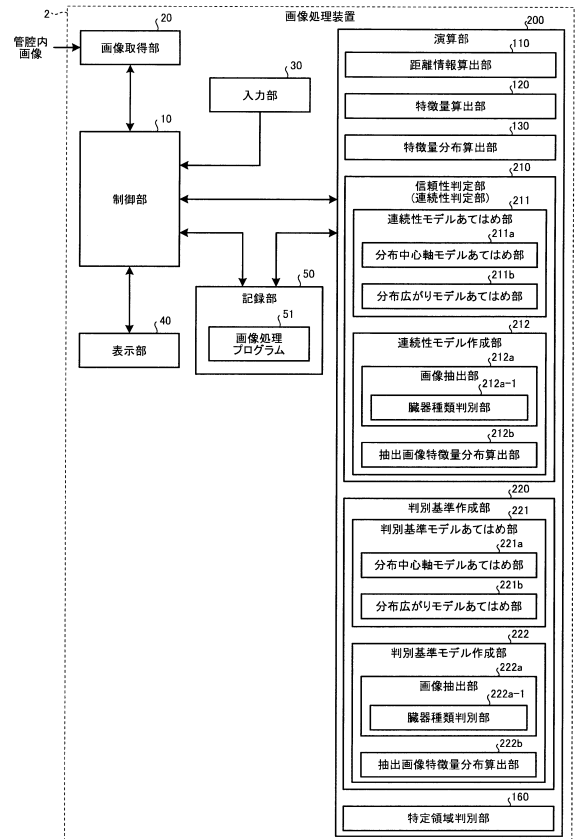 2
画像処理装置
管腔内
画像
20
画像取得部
30
入力部
10
制御部
50
記録部
51
画像処理
プログラム
40
表示部
200
演算部
110
距離情報算出部
120
特徴量算出部
130
特徴量分布算出部
210
信頼性判定部
(連続性判定部)
211
連続性モデルあてはめ部
211a
分布中心軸モデルあてはめ部
211b
分布広がりモデルあてはめ部
212
連続性モデル作成部
212a
画像抽出部
212a-1
臓器種類判別部
212b
抽出画像特徴量分布算出部
220
判別基準作成部
221
判別基準モデルあてはめ部
221a
分布中心軸モデルあてはめ部
221b
分布広がりモデルあてはめ部
222
判別基準モデル作成部
222a
画像抽出部
222a-1
臓器種類判別部
222b
抽出画像特徴量分布算出部
160
特定領域判別部